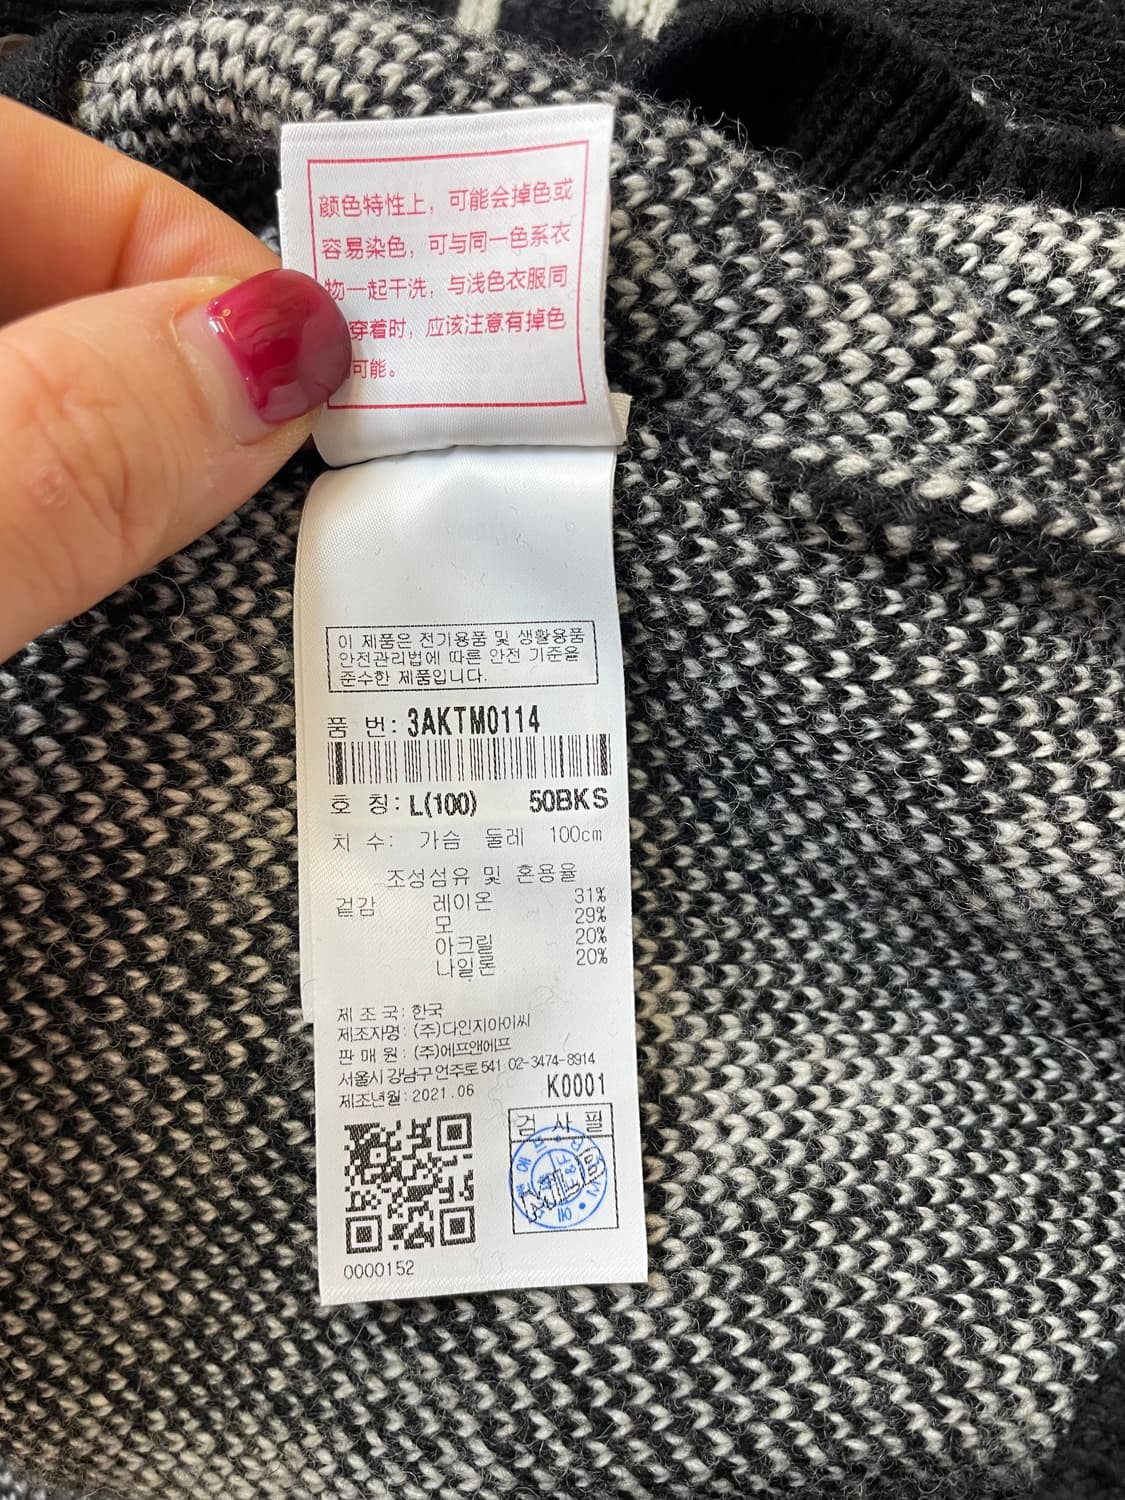 颜色特性上，可能会掉色或
容易染色，可与同一色系衣
物一起干洗，与浅色衣服同
穿着时，应该注意有掉色
可能。
이 제품은 전기용품 및 생활용품
안전관리법에 따른 안전 기준을
준수한 제품입니다.
품 번: 3AKTM0114
호 칭: L(100) 50BKS
치 수: 가슴 둘레 100cm
조성섬유 및 혼용율
겉감 레이온 31%
모 29%
아크릴 20%
나일론 20%
제 조 국: 한국
제조자명: (주)다인지아이씨
판 매 원: (주)에프앤에프
서울시 강남구 언주로 541 02-3474-8914
제조년월: 2021.06 K0001
검 사 필
MLB
0000152